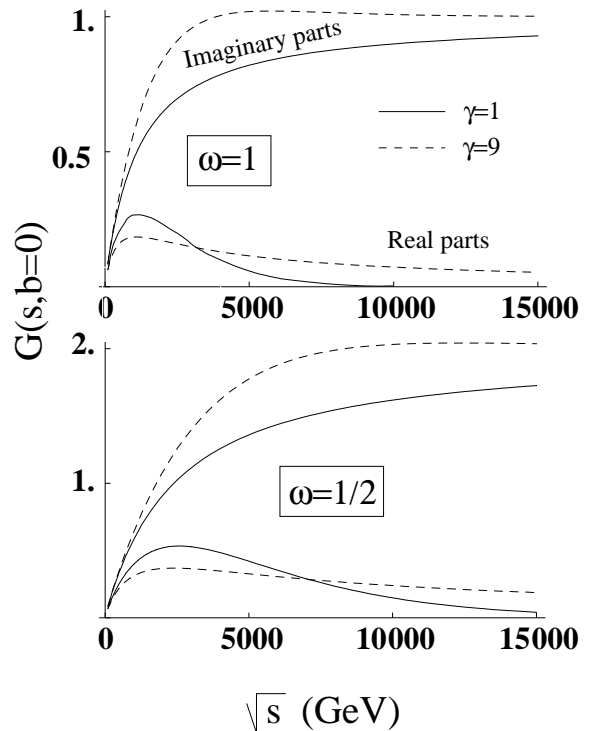 1.
Imaginary parts
γ=1
γ=9
0.5
ω=1
Real parts
0 5000 10000 15000
G(s,b=0)
2.
1.
ω=1/2
0 5000 10000 15000
√s (GeV)